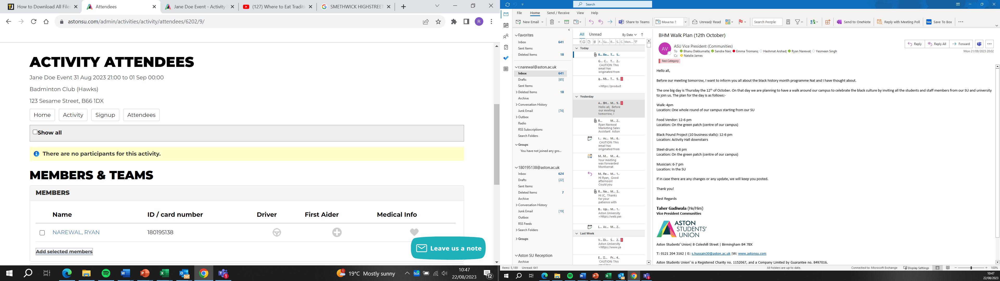 How to Download All File
Attendees
Jane Doe Event - Activity
(127) Where to Eat Traditi
SMETHWICK HIGHSTREET
astonsu.com/admin/activities/activity/attendees/6202/9/
R
ACTIVITY ATTENDEES
Jane Doe Event 31 Aug 2023 21:00 to 01 Sep 00:00
Badminton Club (Hawks)
123 Sesame Street, B66 1DX
Home Activity Signup Attendees
Show all
There are no participants for this activity.
MEMBERS & TEAMS
MEMBERS
Name ID / card number Driver First Aider Medical Info
NAREWAL, RYAN 180195138
Add selected members
Leave us a note
19°C Mostly sunny
10:47
22/08/2023
12
Search
File Home Send / Receive View Help
New Email
Share to Teams
Move to: ?
Unread/ Read
Search People
Send to OneNote
Reply with Meeting Poll
Save To Box
Favorites
Inbox 641
Sent Items
Deleted Items 18
r.narewal@aston.ac.uk
Inbox 641
Drafts [65]
Sent Items
Deleted Items 18
Archive
Conversation History
Junk Email [74]
Outbox
Radio
RSS Subscriptions
Search Folders
Groups
You have not joined any gro...
180195138@aston.ac.uk
Inbox 624
Drafts [22]
Sent Items
Deleted Items 7
Archive
Conversation History
Junk Email [19]
Outbox
RSS Feeds
Search Folders
Groups
Aston SU Reception
Archive
All Unread By Date
Today
R... Be... T... 5...
G... C... T... 2...
CAUTION: This
email has
originated from
q... Mi... T... 9...
<https://product
Yesterday
A... BH... M... 9...
Hello all, Before
our meeting
tomorrow, I
R... M... 2...
Ryan Narewal
Marketing Sales
Assistant Aston
I... Ac... M... 6...
CAUTION: This
email has
originated from
M.. M... M... 4...
Your meeting
was forwarded
Montserrat
M.. Re... M... 1...
Hi Ryan, Good
afternoon!
Could you
R... Ne... M... 3...
Hi JC, Thanks
for your
patience with
B... Up... M... 1...
Aston University
<https://web.yan
L... Ac... M... 2...
Last Week
V... Di... S... 2...
Aston University
<https://www.ya
CAUTION: This
BHM Walk Plan (12th October)
AV
ASU Vice President (Communities)
To Bhanu Dakkumalla; Sandra Nair; Emma Tromans; Hashmat Arshad; Ryan Narewal; Yesmeen Singh
Cc Natalie James
Reply Reply All Forward
Mon 21/08/2023 20:02
Red Category
Hello all,
Before our meeting tomorrow, I want to inform you all about the black history month programme Nat and I have thought about.
The one big day is Thursday the 12th of October. On that day we are planning to have a walk around our campus to celebrate the black culture by inviting all the students and staff members from our SU and university
to join us. The plan for the day is as follows:-
Walk: 4pm
Location: One whole round of our campus starting from our SU
Food Vendor: 12-6 pm
Location: On the green patch (centre of our campus)
Black Pound Project (10 business stalls): 12-6 pm
Location: Activity Hall downstairs
Steel-drum: 4-6 pm
Location: On the green patch (centre of our campus)
Musician: 6-7 pm
Location: In the SU
If in case there are any changes or any update, we will keep you posted.
Thank you!
Best Regards
Taher Gadiwala (He/Him)
Vice President Communities
ASTON
STUDENTS'
UNION
Aston Students' Union| 8 Coleshill Street | Birmingham B4 7BX
T: 0121 204 3162 | E: s.hussain30@aston.ac.uk |W: www.astonsu.com
Aston Students Union' is a Registered Charity no. 1152067, and a Company Limited by Guarantee no. 8497016.
Items: 5,189 Unread: 641
All folders are up to date.
Connected to: Microsoft Exchange
Display Settings
100%
10:47
22/08/2023